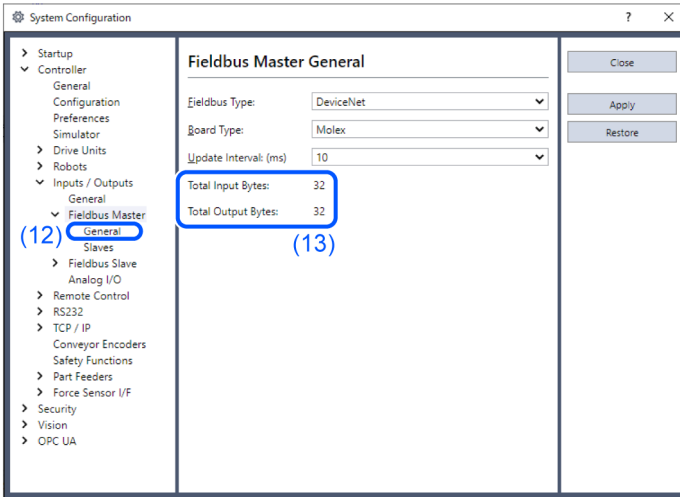 System Configuration
?
Startup
Controller
General
Configuration
Preferences
Simulator
Drive Units
Robots
Inputs / Outputs
General
Fieldbus Master
(12)
General
Slaves
Fieldbus Slave
Analog I/O
Remote Control
RS232
TCP / IP
Conveyor Encoders
Safety Functions
Part Feeders
Force Sensor I/F
Security
Vision
OPC UA
Fieldbus Master General
Fieldbus Type: DeviceNet
Board Type: Molex
Update Interval: (ms) 10
Total Input Bytes: 32
Total Output Bytes: 32
(13)
Close
Apply
Restore